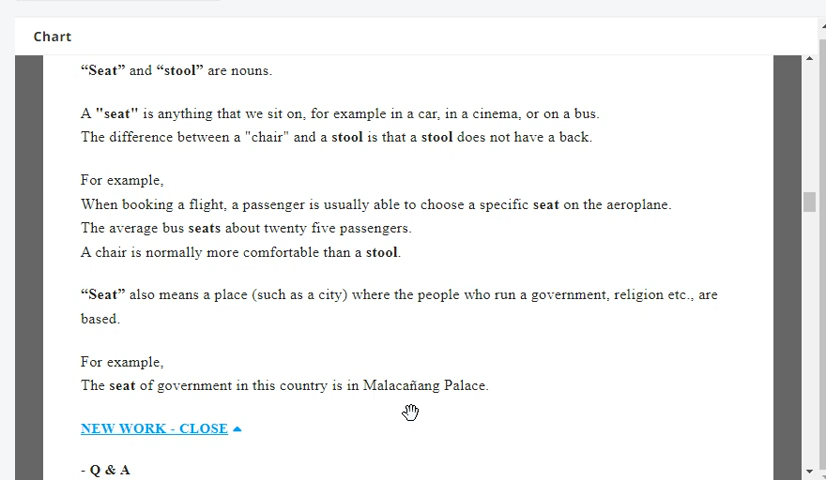 Chart
“Seat” and “stool” are nouns.
A "seat" is anything that we sit on, for example in a car, in a cinema, or on a bus.
The difference between a "chair" and a stool is that a stool does not have a back.
For example,
When booking a flight, a passenger is usually able to choose a specific seat on the aeroplane.
The average bus seats about twenty five passengers.
A chair is normally more comfortable than a stool.
“Seat” also means a place (such as a city) where the people who run a government, religion etc., are
based.
For example,
The seat of government in this country is in Malacañang Palace.
NEW WORK - CLOSE
- Q & A